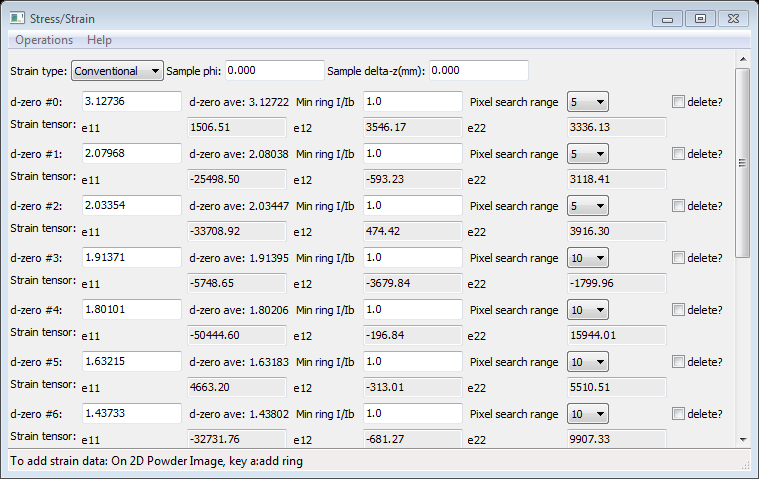 Stress/Strain
Operations Help
Strain type: Conventional Sample phi: 0.000 Sample delta-z(mm): 0.000
d-zero #0: 3.12736 d-zero ave: 3.12722 Min ring I/Ib 1.0 Pixel search range 5 delete?
Strain tensor: e11 1506.51 e12 3546.17 e22 3336.13
d-zero #1: 2.07968 d-zero ave: 2.08038 Min ring I/Ib 1.0 Pixel search range 5 delete?
Strain tensor: e11 -25498.50 e12 -593.23 e22 3118.41
d-zero #2: 2.03354 d-zero ave: 2.03447 Min ring I/Ib 1.0 Pixel search range 5 delete?
Strain tensor: e11 -33708.92 e12 474.42 e22 3916.30
d-zero #3: 1.91371 d-zero ave: 1.91395 Min ring I/Ib 1.0 Pixel search range 10 delete?
Strain tensor: e11 -5748.65 e12 -3679.84 e22 -1799.96
d-zero #4: 1.80101 d-zero ave: 1.80206 Min ring I/Ib 1.0 Pixel search range 10 delete?
Strain tensor: e11 -50444.60 e12 -196.84 e22 15944.01
d-zero #5: 1.63215 d-zero ave: 1.63183 Min ring I/Ib 1.0 Pixel search range 10 delete?
Strain tensor: e11 4663.20 e12 -313.01 e22 5510.51
d-zero #6: 1.43733 d-zero ave: 1.43802 Min ring I/Ib 1.0 Pixel search range 10 delete?
Strain tensor: e11 -32731.76 e12 -681.27 e22 9907.33
To add strain data: On 2D Powder Image, key a:add ring